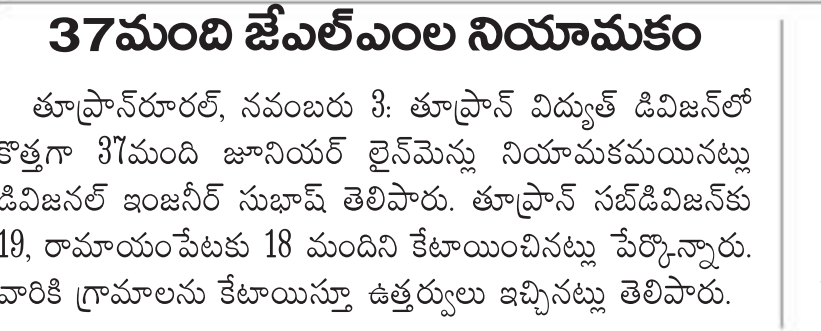 37మంది జేఎల్ఎంల నియామకం
తూప్రాన్‌రూరల్, నవంబరు 3: తూప్రాన్ విద్యుత్ డివిజన్‌లో
కొత్తగా 37మంది జూనియర్ లైన్‌మెన్లు నియామకమయినట్లు
డివిజనల్ ఇంజనీర్ సుభాష్ తెలిపారు. తూప్రాన్ సబ్‌డివిజన్‌కు
19, రామాయంపేటకు 18 మందిని కేటాయించినట్లు పేర్కొన్నారు.
వారికి గ్రామాలను కేటాయిస్తూ ఉత్తర్వులు ఇచ్చినట్లు తెలిపారు.